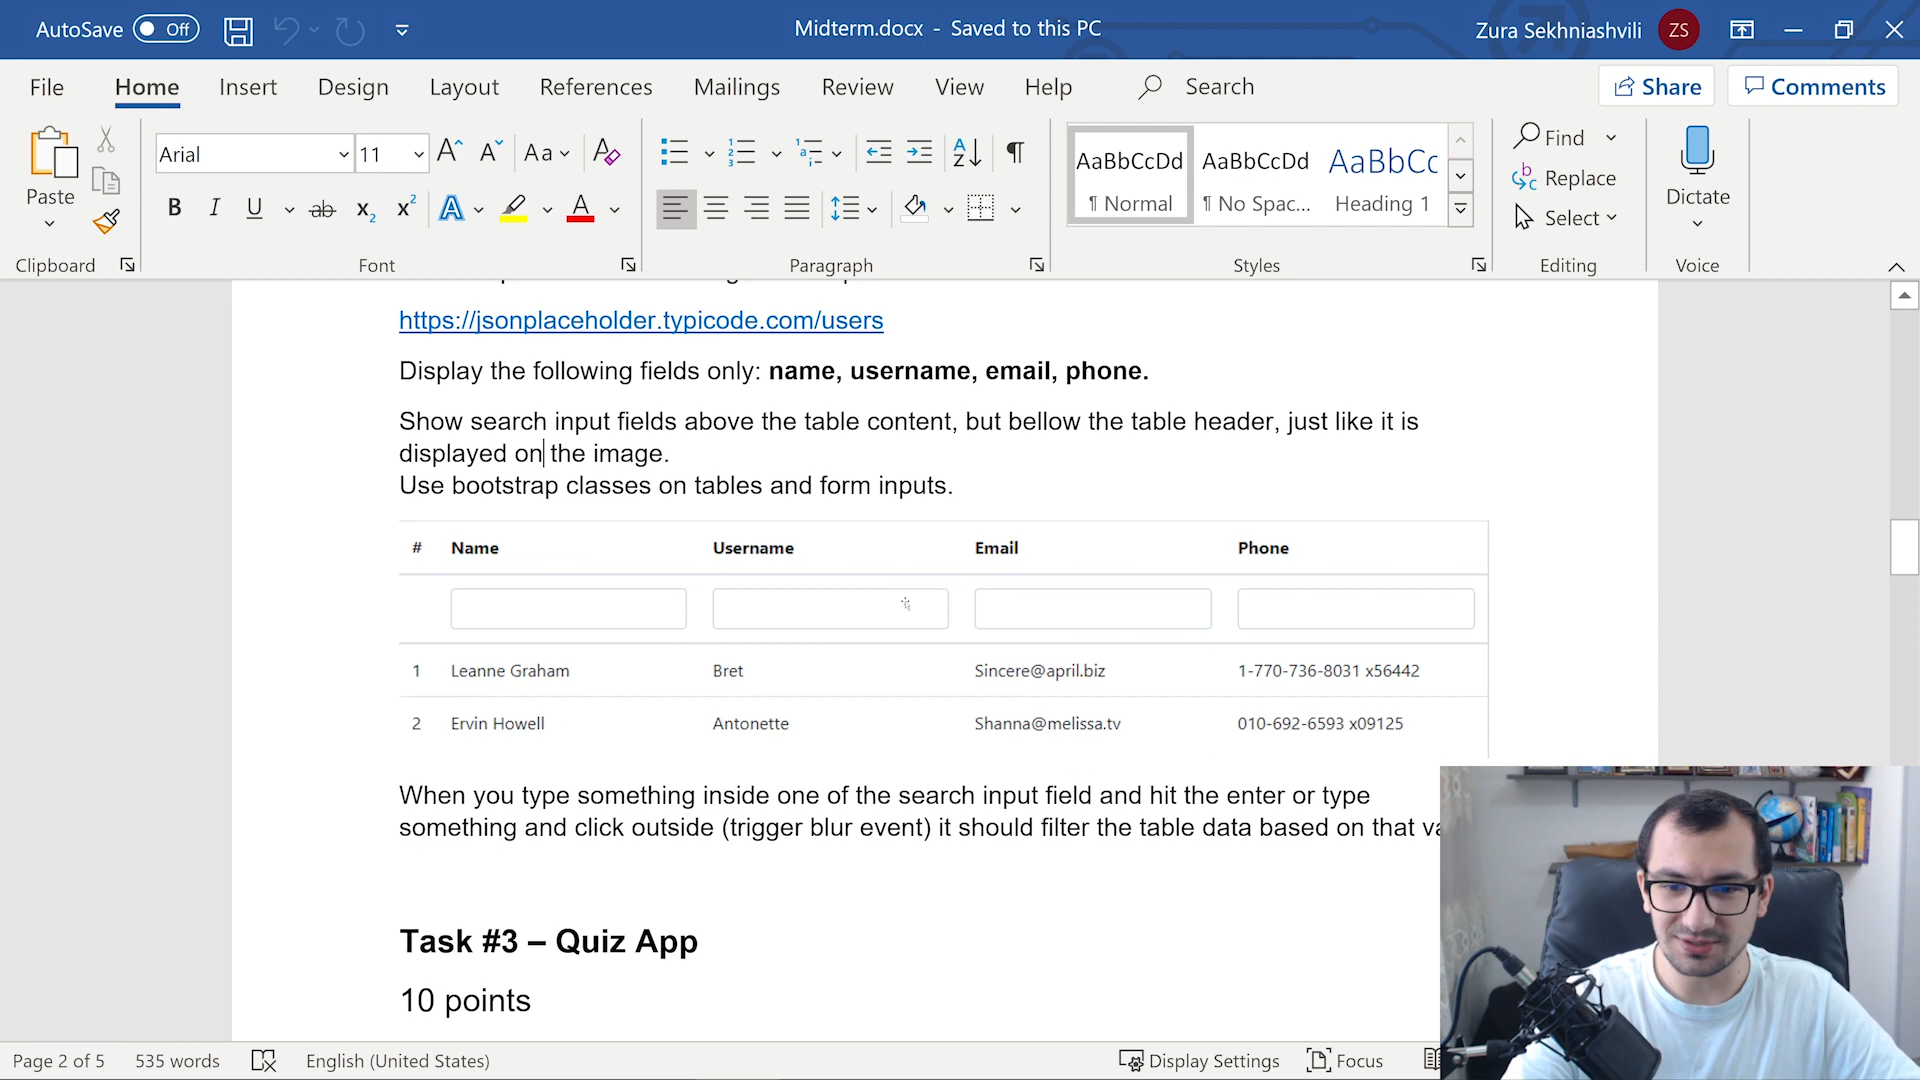 AutoSave Off Midterm.docx - Saved to this PC Zura Sekhniashvili ZS
File Home Insert Design Layout References Mailings Review View Help Search Share Comments
Paste
Clipboard
Arial 11 Aa
B I U ab x2 x2 A A
Font
Paragraph
AaBbCcDd AaBbCcDd AaBbCc
¶ Normal ¶ No Spac... Heading 1
Styles
Find
Replace
Select
Editing
Dictate
Voice
https://jsonplaceholder.typicode.com/users
Display the following fields only: name, username, email, phone.
Show search input fields above the table content, but bellow the table header, just like it is
displayed on the image.
Use bootstrap classes on tables and form inputs.
# Name Username Email Phone
1 Leanne Graham Bret Sincere@april.biz 1-770-736-8031 x56442
2 Ervin Howell Antonette Shanna@melissa.tv 010-692-6593 x09125
When you type something inside one of the search input field and hit the enter or type
something and click outside (trigger blur event) it should filter the table data based on that va
Task #3 – Quiz App
10 points
Page 2 of 5 535 words English (United States) Display Settings Focus